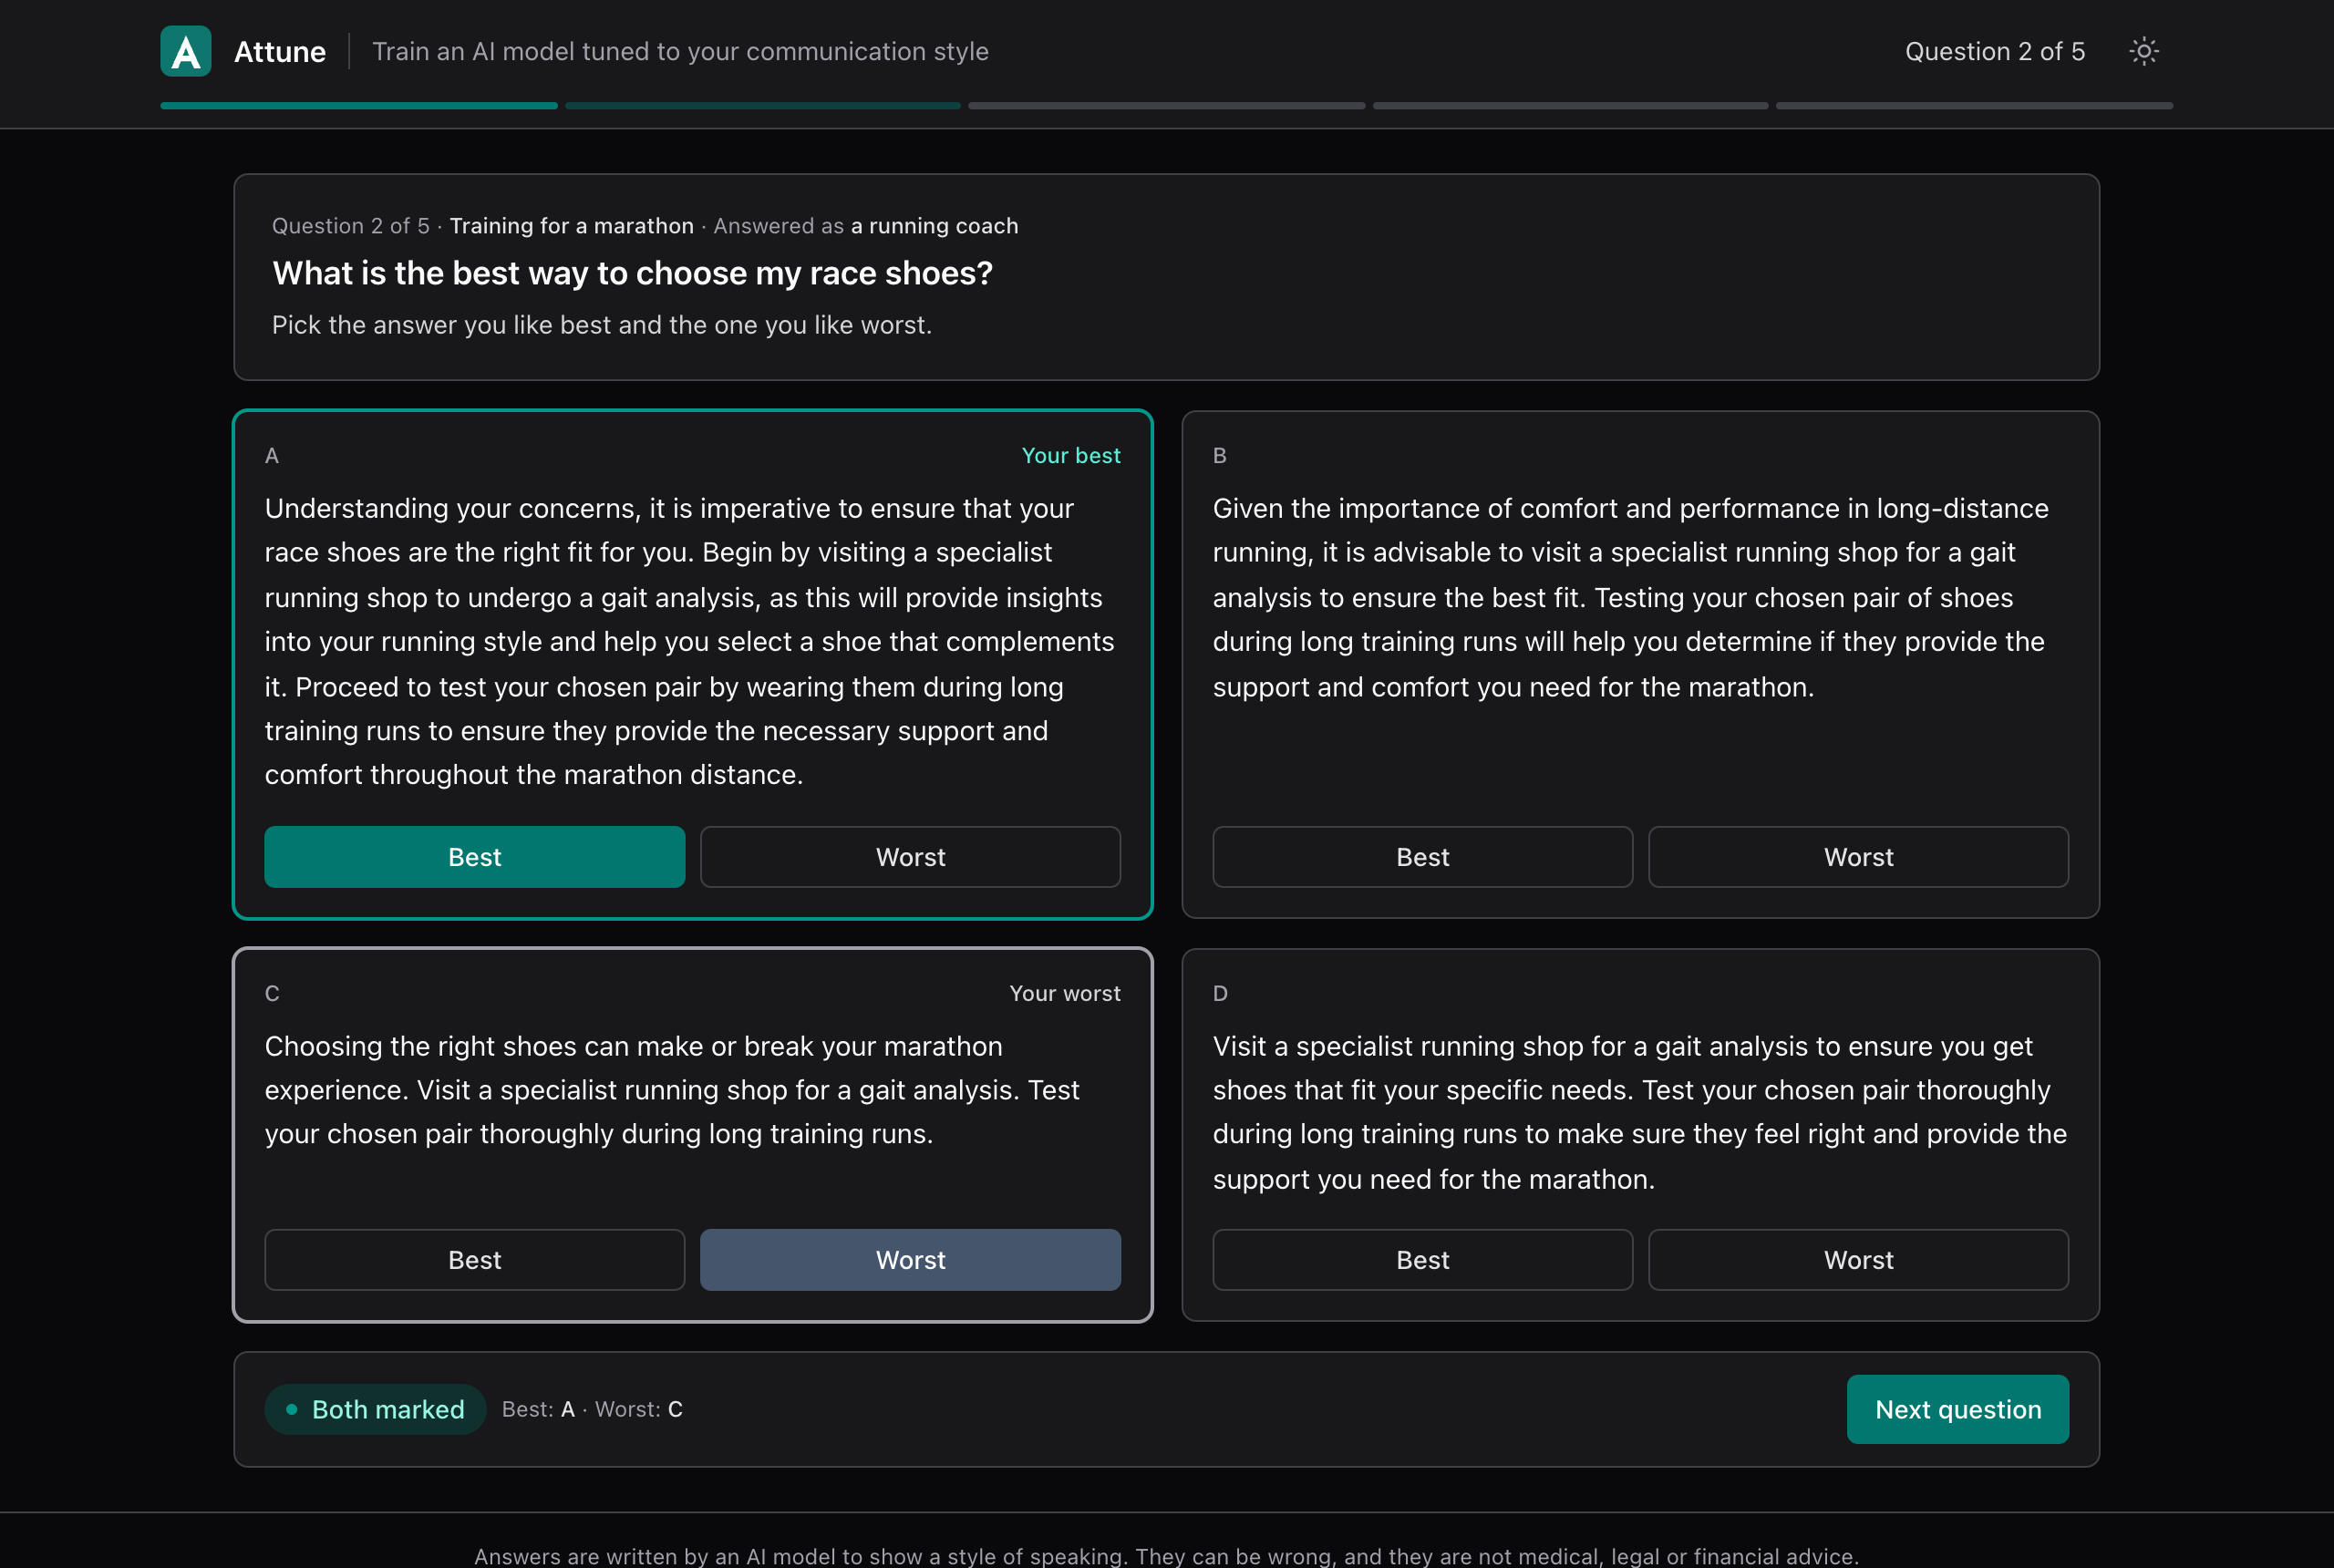 Attune
Train an AI model tuned to your communication style
Question 2 of 5
Question 2 of 5 · Training for a marathon · Answered as a running coach
What is the best way to choose my race shoes?
Pick the answer you like best and the one you like worst.
A
Your best
Understanding your concerns, it is imperative to ensure that your
race shoes are the right fit for you. Begin by visiting a specialist
running shop to undergo a gait analysis, as this will provide insights
into your running style and help you select a shoe that complements
it. Proceed to test your chosen pair by wearing them during long
training runs to ensure they provide the necessary support and
comfort throughout the marathon distance.
Best
Worst
B
Given the importance of comfort and performance in long-distance
running, it is advisable to visit a specialist running shop for a gait
analysis to ensure the best fit. Testing your chosen pair of shoes
during long training runs will help you determine if they provide the
support and comfort you need for the marathon.
Best
Worst
C
Your worst
Choosing the right shoes can make or break your marathon
experience. Visit a specialist running shop for a gait analysis. Test
your chosen pair thoroughly during long training runs.
Best
Worst
D
Visit a specialist running shop for a gait analysis to ensure you get
shoes that fit your specific needs. Test your chosen pair thoroughly
during long training runs to make sure they feel right and provide the
support you need for the marathon.
Best
Worst
Both marked
Best: A · Worst: C
Next question
Answers are written by an AI model to show a style of speaking. They can be wrong, and they are not medical, legal or financial advice.